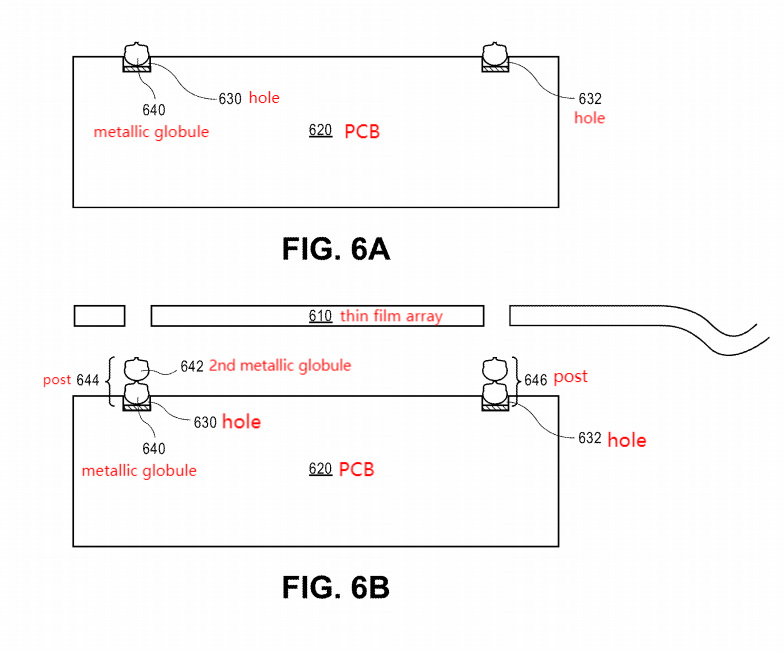 640
630 hole
632
hole
metallic globule
620 PCB
FIG. 6A
610 thin film array
642 2nd metallic globule
post 644
646 post
630 hole
632 hole
640
metallic globule
620 PCB
FIG. 6B